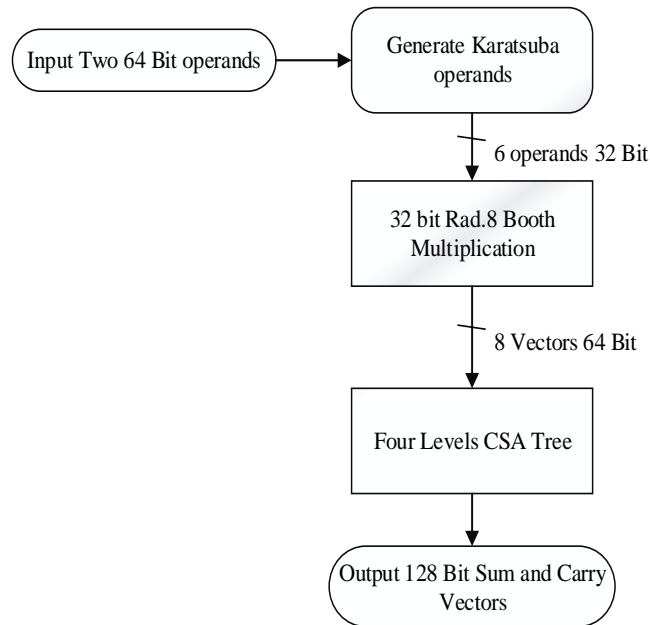 Input Two 64 Bit operands
Generate Karatsuba
operands
6 operands 32 Bit
32 bit Rad.8 Booth
Multiplication
8 Vectors 64 Bit
Four Levels CSA Tree
Output 128 Bit Sum and Carry
Vectors